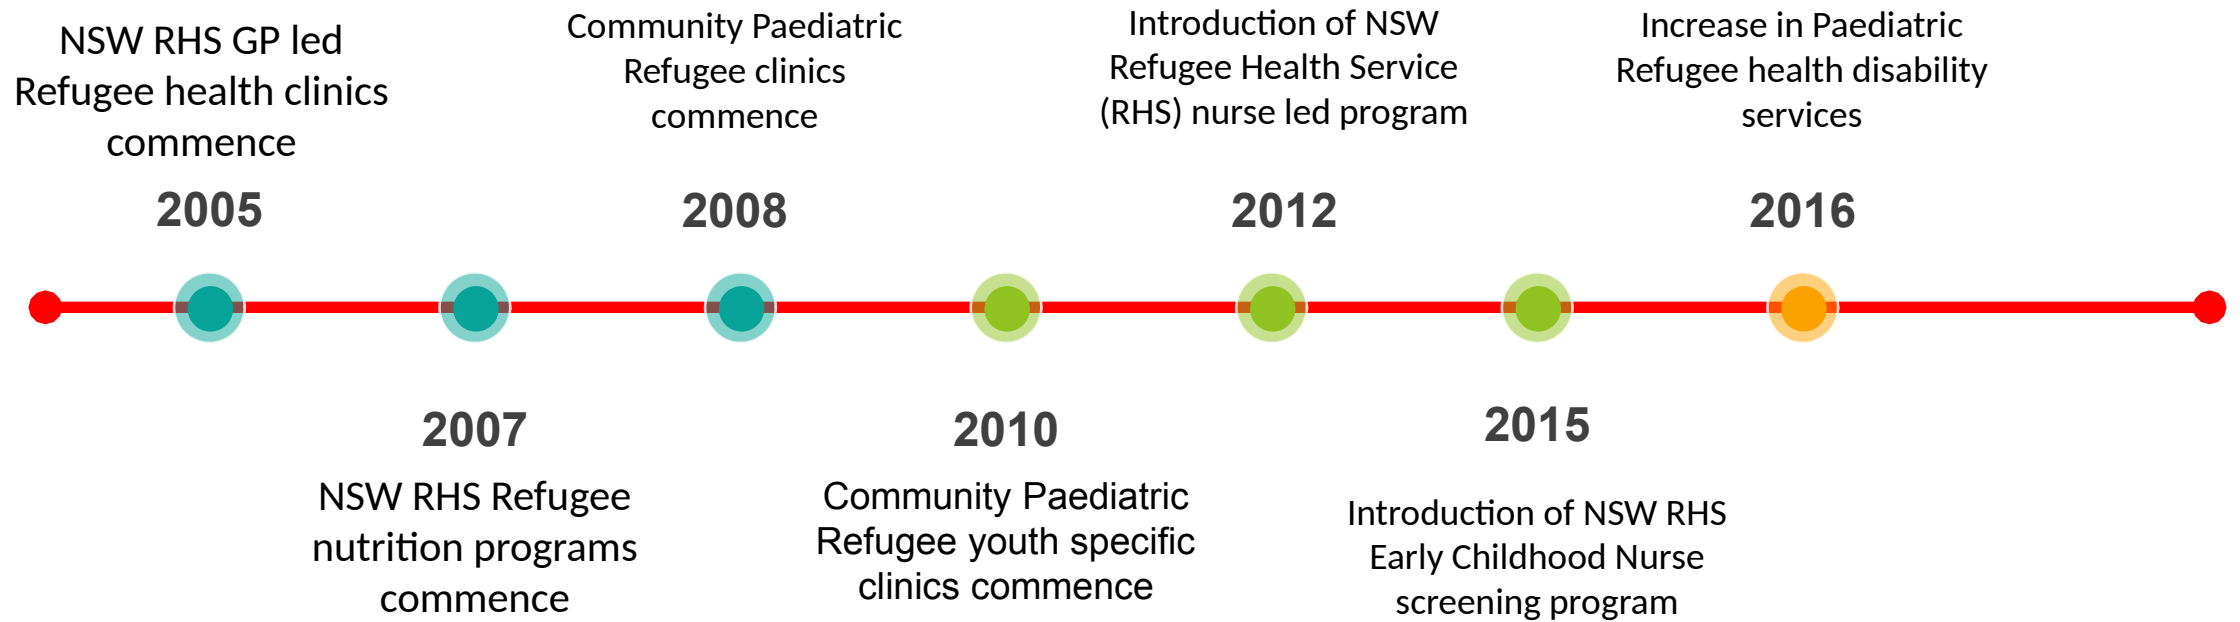 NSW RHS GP led
Refugee health clinics
commence
2005
NSW RHS Refugee
nutrition programs
commence
2007
Community Paediatric
Refugee clinics
commence
2008
Community Paediatric
Refugee youth specific
clinics commence
2010
Introduction of NSW
Refugee Health Service
(RHS) nurse led program
2012
2015
Introduction of NSW RHS
Early Childhood Nurse
screening program
Increase in Paediatric
Refugee health disability
services
2016